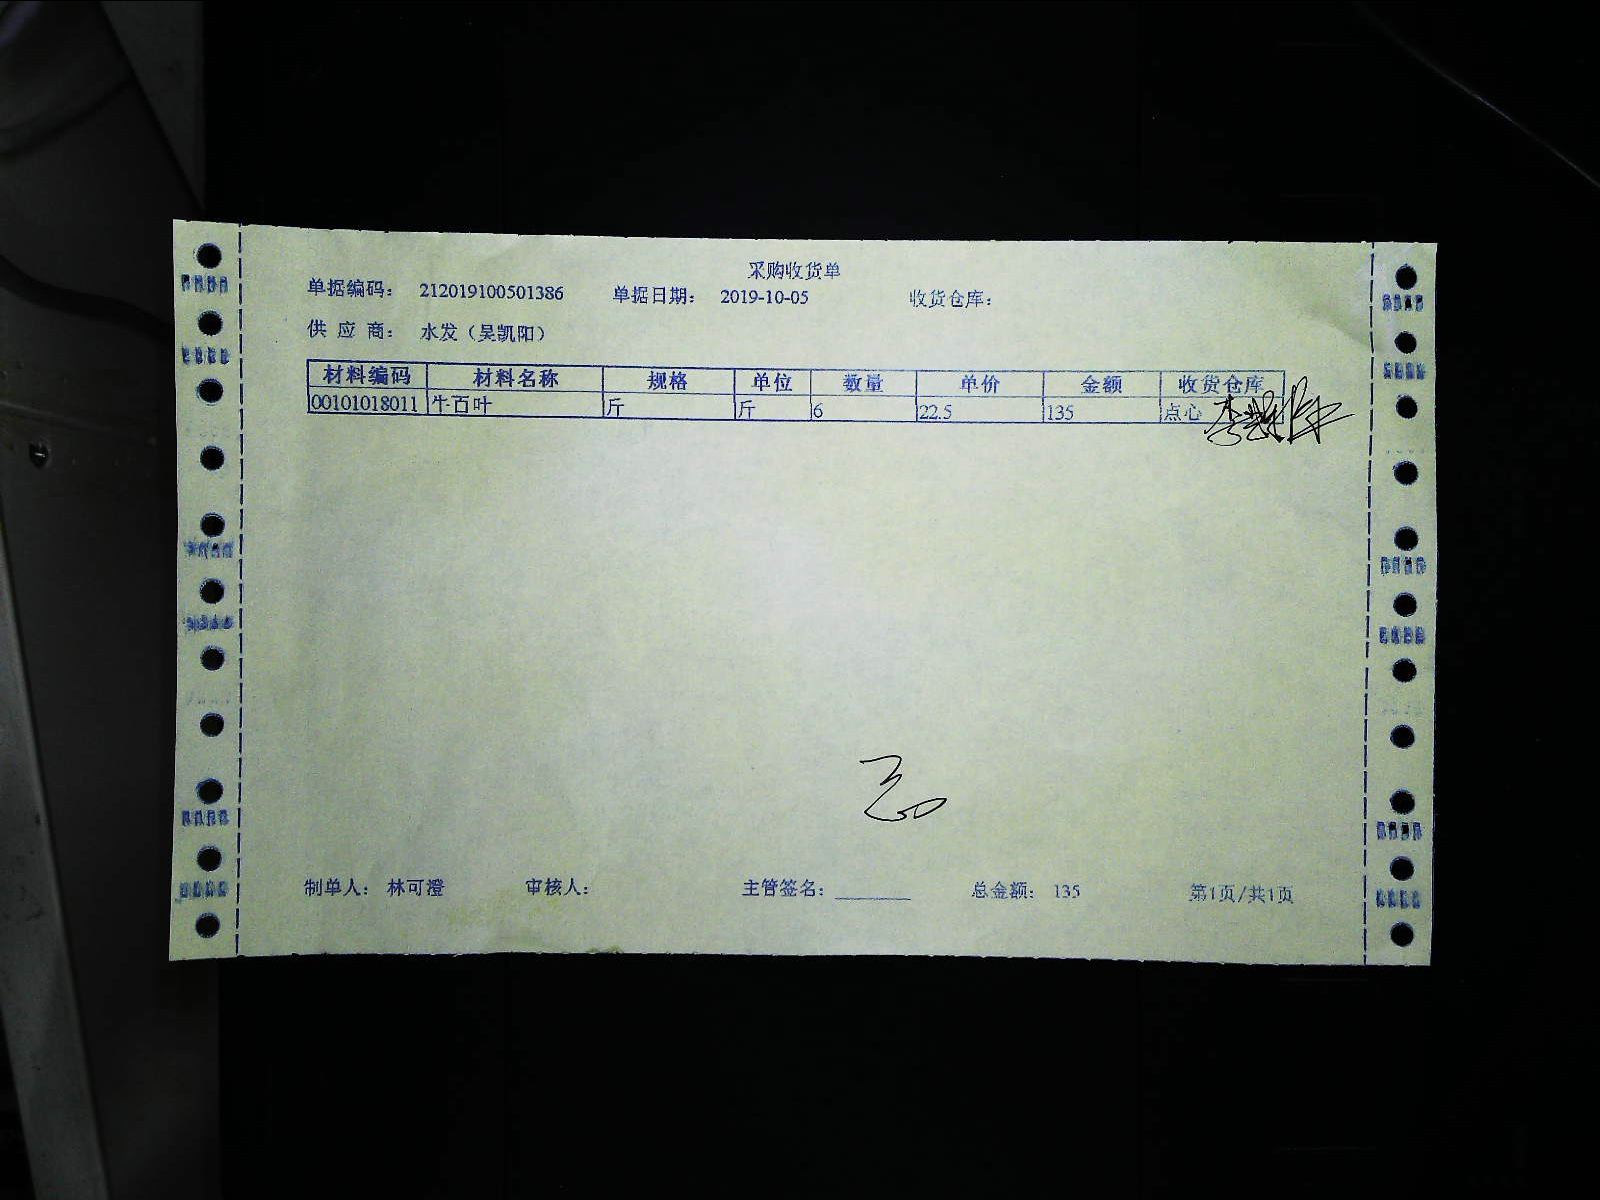 采购收货单
单据编码： 212019100501386 单据日期： 2019-10-05 收货仓库：
供 应 商： 水发（吴凯阳）
材料编码 材料名称 规格 单位 数量 单价 金额 收货仓库
00101018011 牛百叶 斤 斤 6 22.5 135 点心
制单人： 林可澄 审核人： 主管签名： 总金额： 135 第1页/共1页